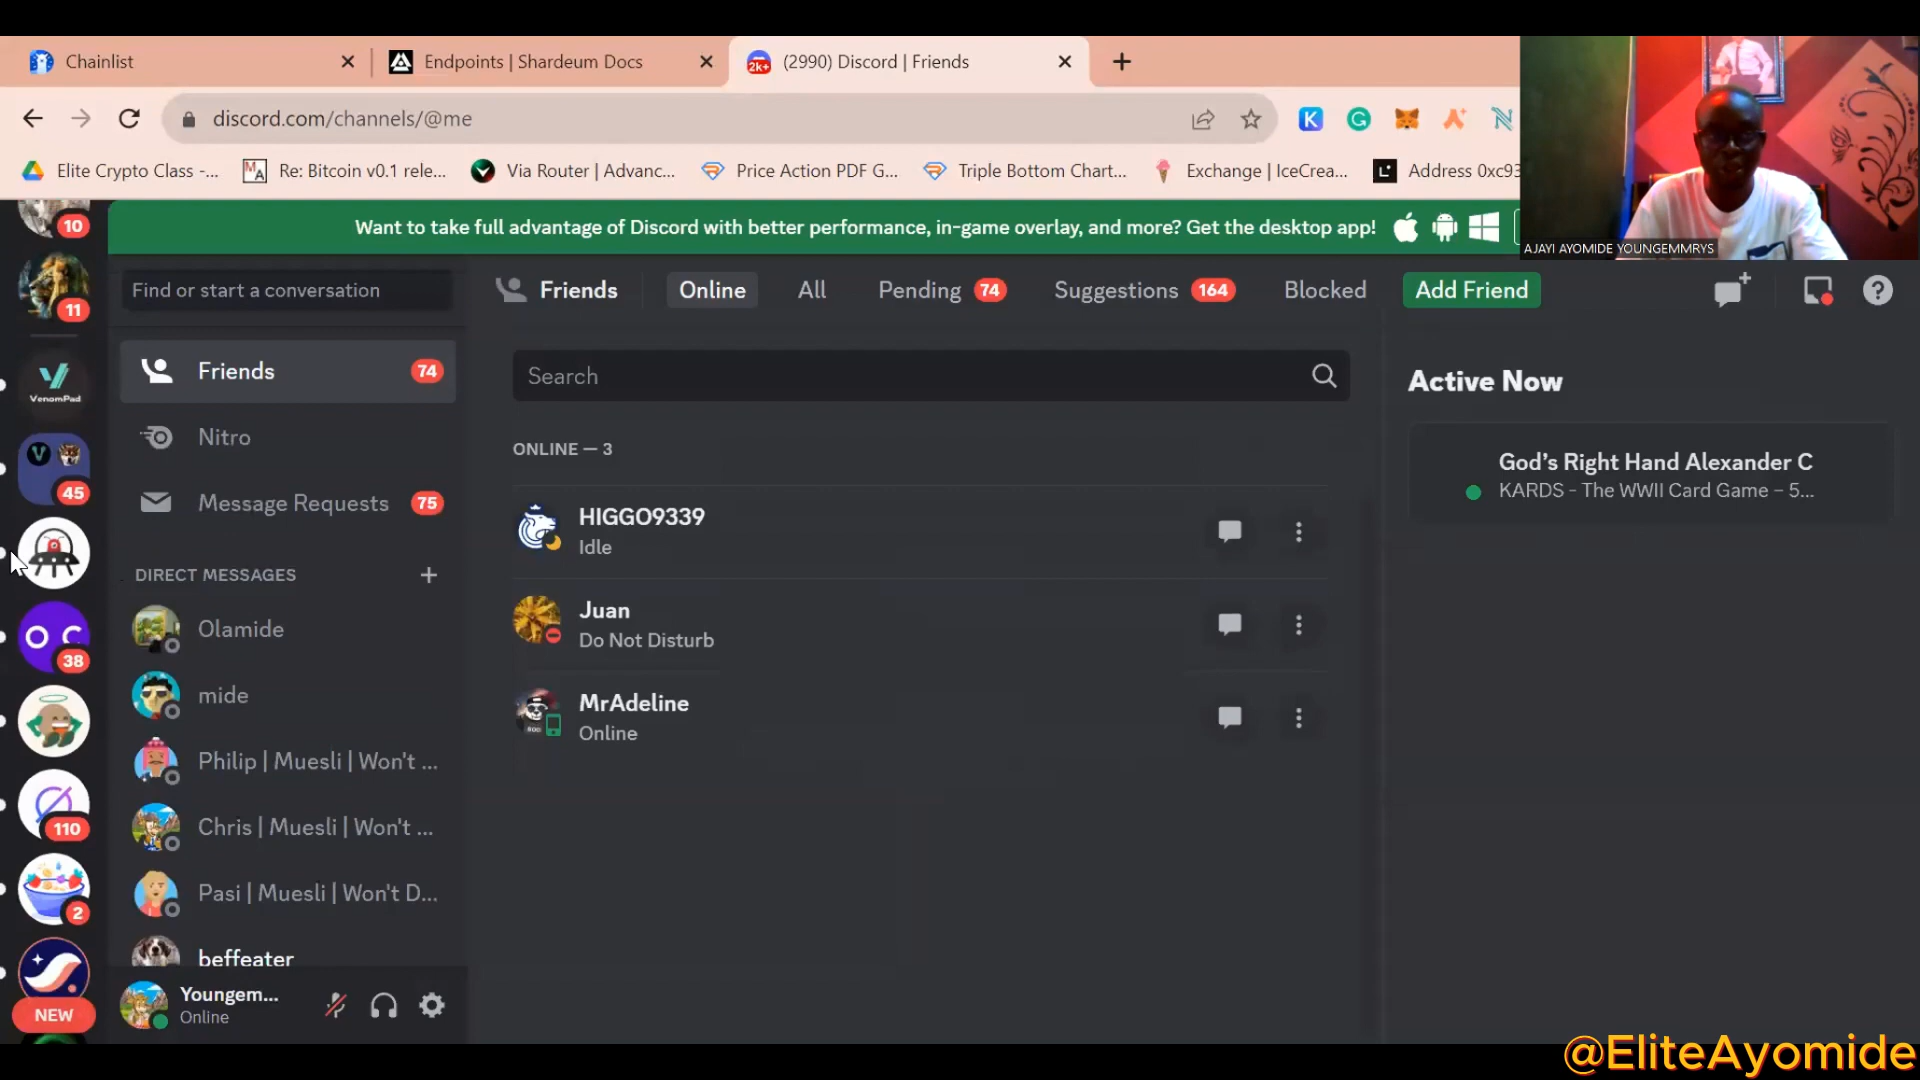 Chainlist
Endpoints | Shardeum Docs
2k+
(2990) Discord | Friends
discord.com/channels/@me
Elite Crypto Class -...
Re: Bitcoin v0.1 rele...
Via Router | Advanc...
Price Action PDF G...
Triple Bottom Chart...
Exchange | IceCrea...
Address 0xc93
AJAYI AYOMIDE YOUNGEMMRYS
Want to take full advantage of Discord with better performance, in-game overlay, and more? Get the desktop app!
10
11
VenomPad
45
38
110
2
NEW
Find or start a conversation
Friends
74
Nitro
Message Requests
75
DIRECT MESSAGES
Olamide
mide
Philip | Muesli | Won't ...
Chris | Muesli | Won't ...
Pasi | Muesli | Won't D...
beffeater
Youngem...
Online
Friends
Online
All
Pending
74
Suggestions
164
Blocked
Add Friend
Search
ONLINE — 3
HIGGO9339
Idle
Juan
Do Not Disturb
MrAdeline
Online
Active Now
God's Right Hand Alexander C
KARDS - The WWII Card Game – 5...
@EliteAyomide